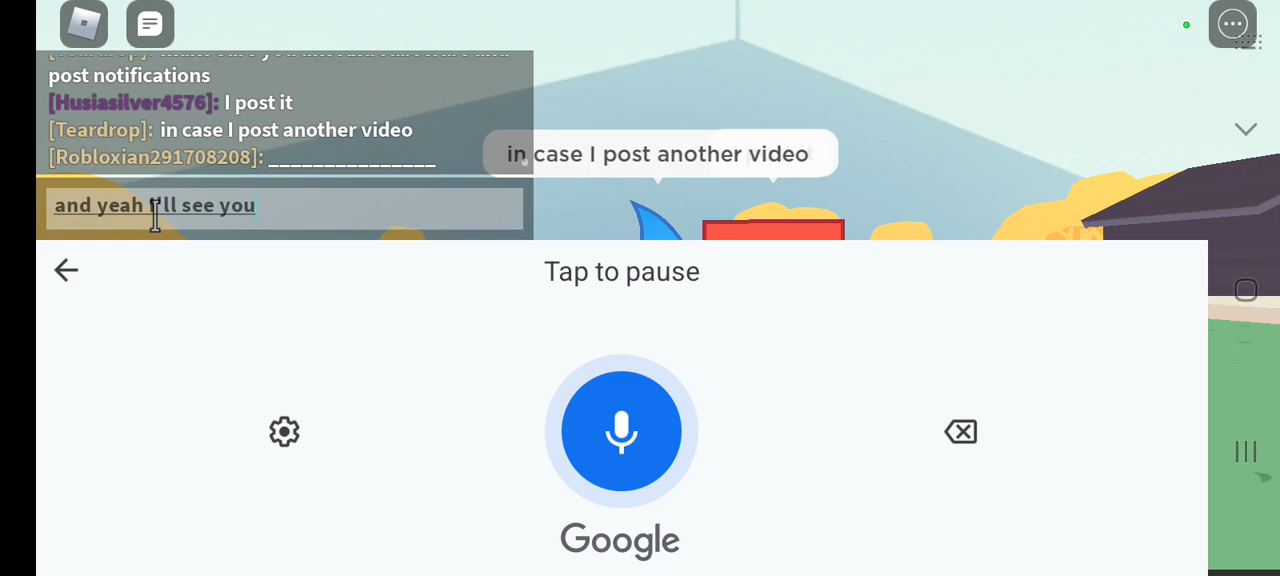 post notifications
[Husiasilver4576]: I post it
[Teardrop]: in case I post another video
[Robloxian291708208]: _______________
in case I post another video
and yeah I'll see you
Tap to pause
Google